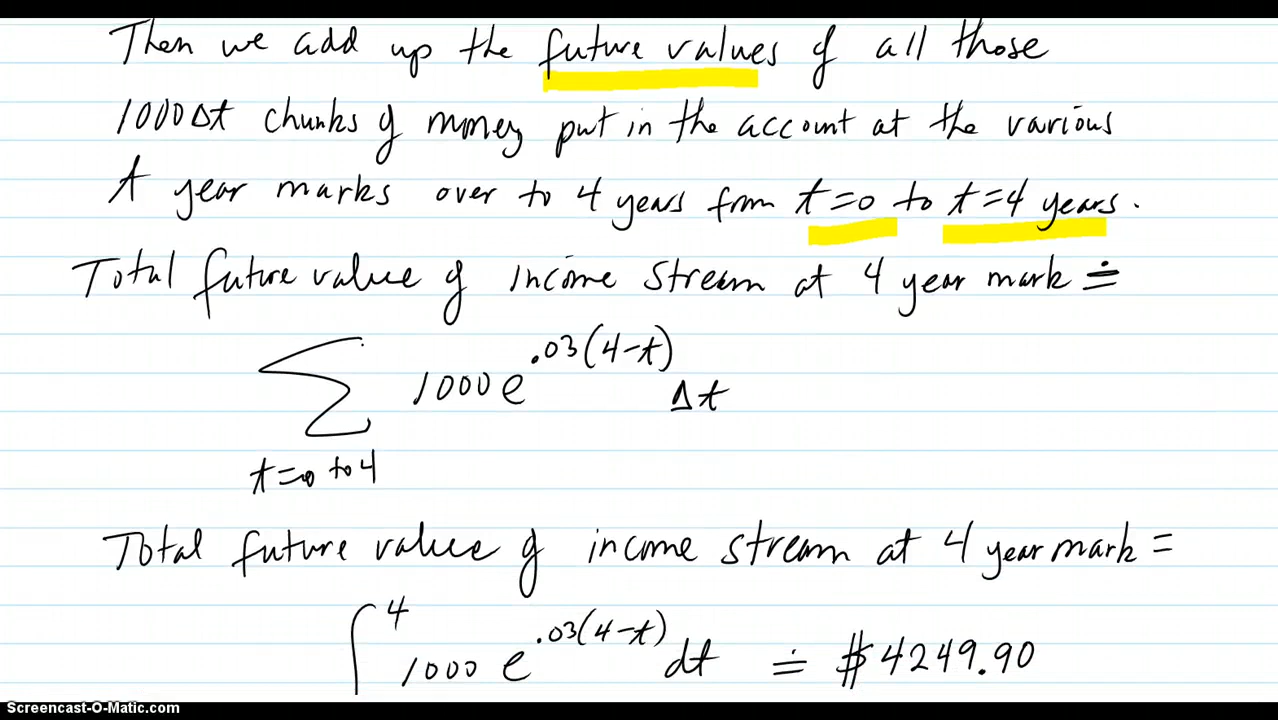 Then we add up the future values of all those
1000Δt chunks of money put in the account at the various
t year marks over to 4 years from t=0 to t=4 years.
Total future value of income stream at 4 year mark ≐
∑ 1000e^.03(4-t) Δt
t=0 to 4
Total future value of income stream at 4 year mark =
∫^4 1000 e^.03(4-t) dt ≐ $4249.90
Screencast-O-Matic.com